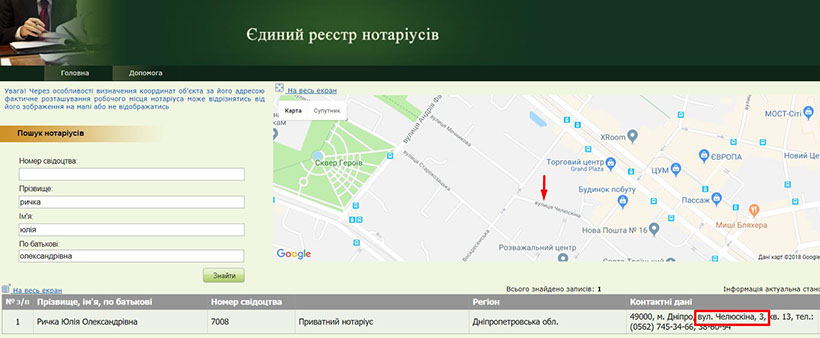 Єдиний реєстр нотаріусів
Головна
Допомога
Увага! Через особливості визначення координат об'єкта за його адресою
фактичне розташування робочого місця нотаріуса може відрізнятись від
його зображення на мапі або не відображатись
Пошук нотаріусів
Номер свідоцтва:
Прізвище:
ричка
Ім'я:
юлія
По батькові:
олександрівна
Знайти
На весь екран
Карта
Супутник
Сквер Героїв
вулиця Андрія Фа
вулиця Мечникова
вулиця Старокозацька
Воскресенська
вулиця Челюскіна
XRoom
МОСТ-Сіті
Торговий центр
Grand Plaza
ЦУМ
ЄВРОПА
Новий Це
Будинок побуту
Пассаж
Миші Бляхера
Нова Пошта № 16
Розважальний центр
Свято-Троїцький
Google
Дані карт ©2018 Google
На весь екран
Всього знайдено записів: 1
Інформація актуальна стано
№ з/п
Прізвище, ім'я, по батькові
Номер свідоцтва
Регіон
Контактні дані
1
Ричка Юлія Олександрівна
7008
Приватний нотаріус
Дніпропетровська обл.
49000, м. Дніпро, вул. Челюскіна, 3, кв. 13, тел.:
(0562) 745-34-66, 38-60-94